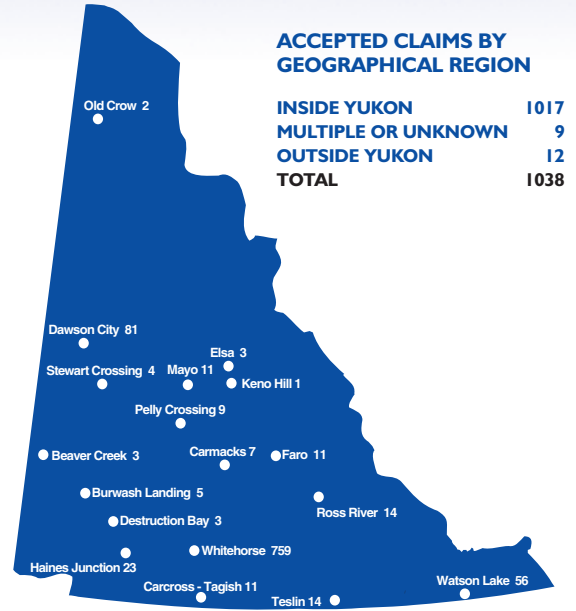 ACCEPTED CLAIMS BY
GEOGRAPHICAL REGION
INSIDE YUKON 1017
MULTIPLE OR UNKNOWN 9
OUTSIDE YUKON 12
TOTAL 1038
Old Crow 2
Dawson City 81
Elsa 3
Stewart Crossing 4
Mayo 11
Keno Hill 1
Pelly Crossing 9
Beaver Creek 3
Carmacks 7
Faro 11
Burwash Landing 5
Ross River 14
Destruction Bay 3
Whitehorse 759
Haines Junction 23
Carcross - Tagish 11
Watson Lake 56
Teslin 14